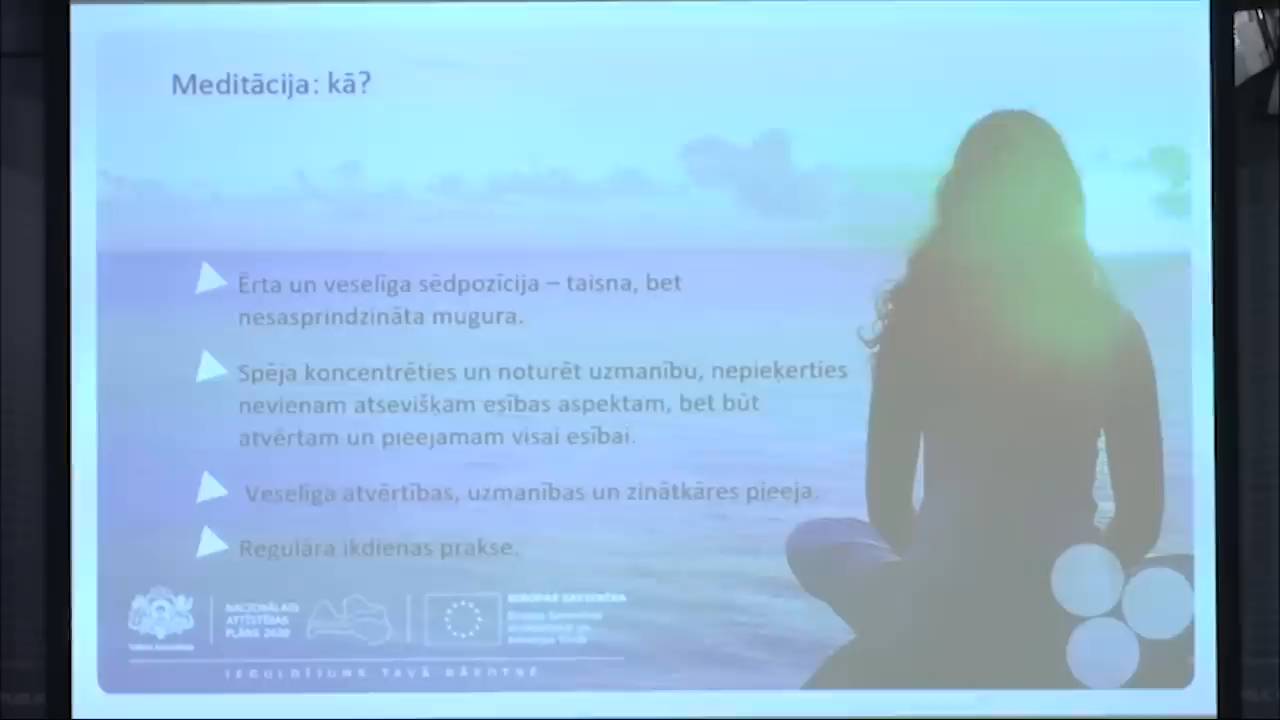 Meditācija: kā?
Ērta un veselīga sēdpozīcija – taisna, bet
nesasprindzināta mugura.
Spēja koncentrēties un noturēt uzmanību, nepieķerties
nevienam atsevišķam esības aspektam, bet būt
atvērtam un pieejamam visai esībai.
Veselīga atvērtības, uzmanības un zinātkāres pieeja.
Regulāra ikdienas prakse.
NACIONĀLAIS
ATTĪSTĪBAS
PLĀNS 2020
EIROPAS SAVIENĪBA
IEGULDĪJUMS TAVĀ NĀKOTNĒ